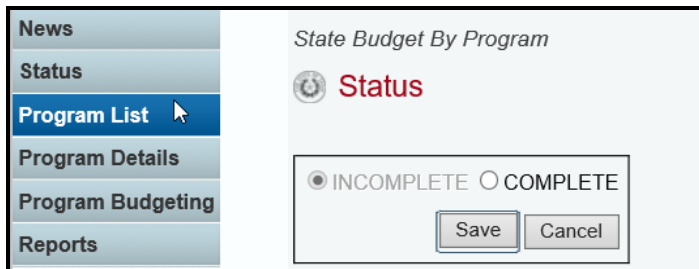 News
Status
Program List
Program Details
Program Budgeting
Reports
State Budget By Program
Status
INCOMPLETE COMPLETE
Save Cancel